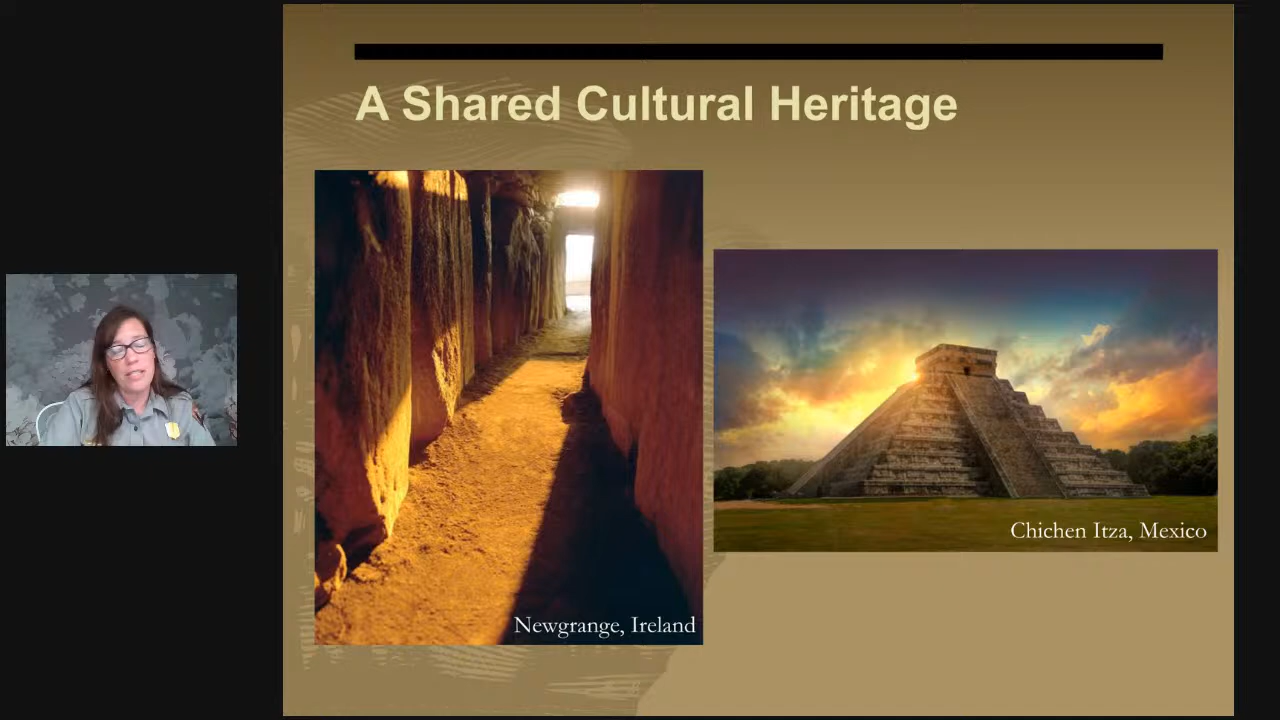 A Shared Cultural Heritage
Newgrange, Ireland
Chichen Itza, Mexico